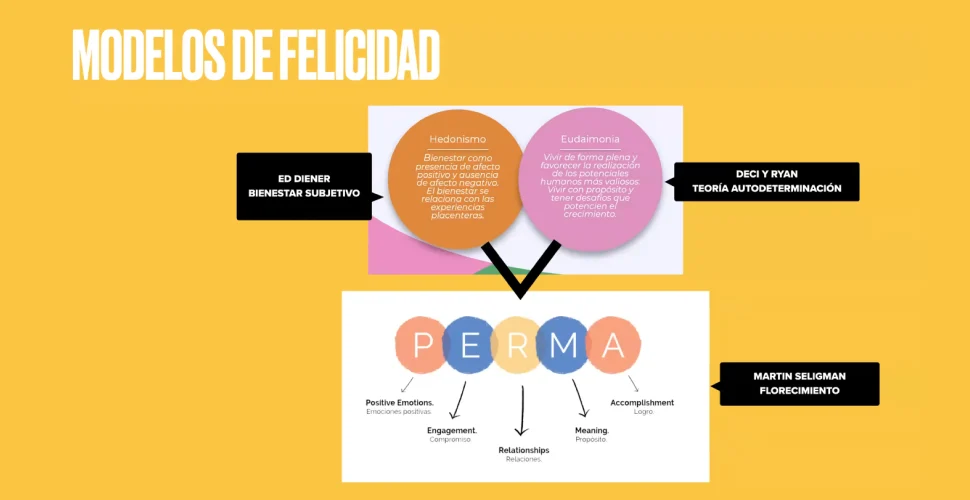 MODELOS DE FELICIDAD
ED DIENER
BIENESTAR SUBJETIVO
Hedonismo
Bienestar como
presencia de afecto
positivo y ausencia
de afecto negativo.
El bienestar se
relaciona con las
experiencias
placenteras.
Eudaimonia
Vivir de forma plena y
favorecer la realización
de los potenciales
humanos más valiosos.
Vivir con propósito y
tener desafíos que
potencien el
crecimiento.
DECI Y RYAN
TEORÍA AUTODETERMINACIÓN
PERMA
Positive Emotions.
Emociones positivas.
Engagement.
Compromiso.
Relationships
Relaciones.
Meaning.
Propósito.
Accomplishment
Logro.
MARTIN SELIGMAN
FLORECIMIENTO